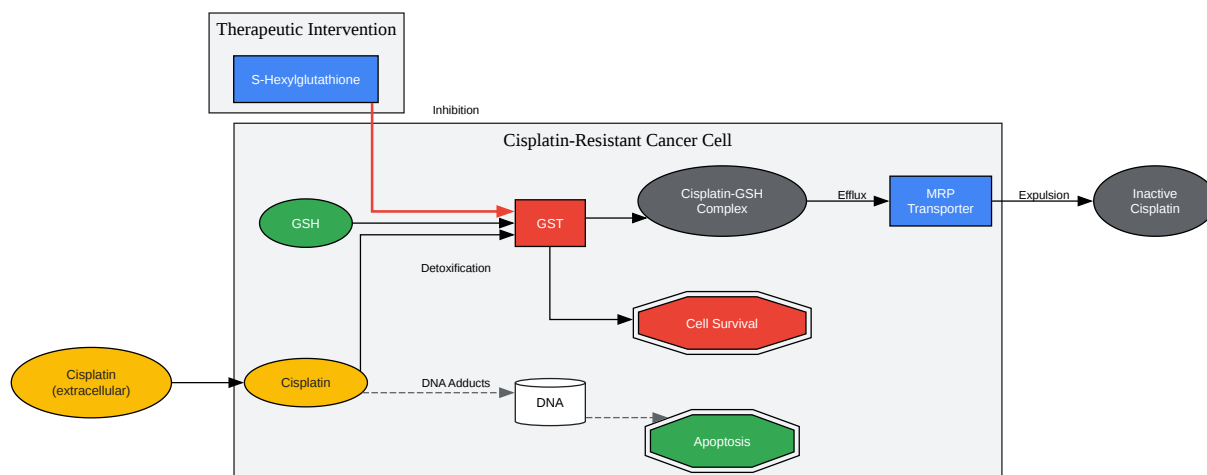 Therapeutic Intervention
S-Hexylglutathione
Inhibition
Cisplatin-Resistant Cancer Cell
GSH
GST
Cisplatin-GSH
Complex
Efflux
MRP
Transporter
Expulsion
Inactive
Cisplatin
Detoxification
Cell Survival
Cisplatin
(extracellular)
Cisplatin
DNA Adducts
DNA
Apoptosis